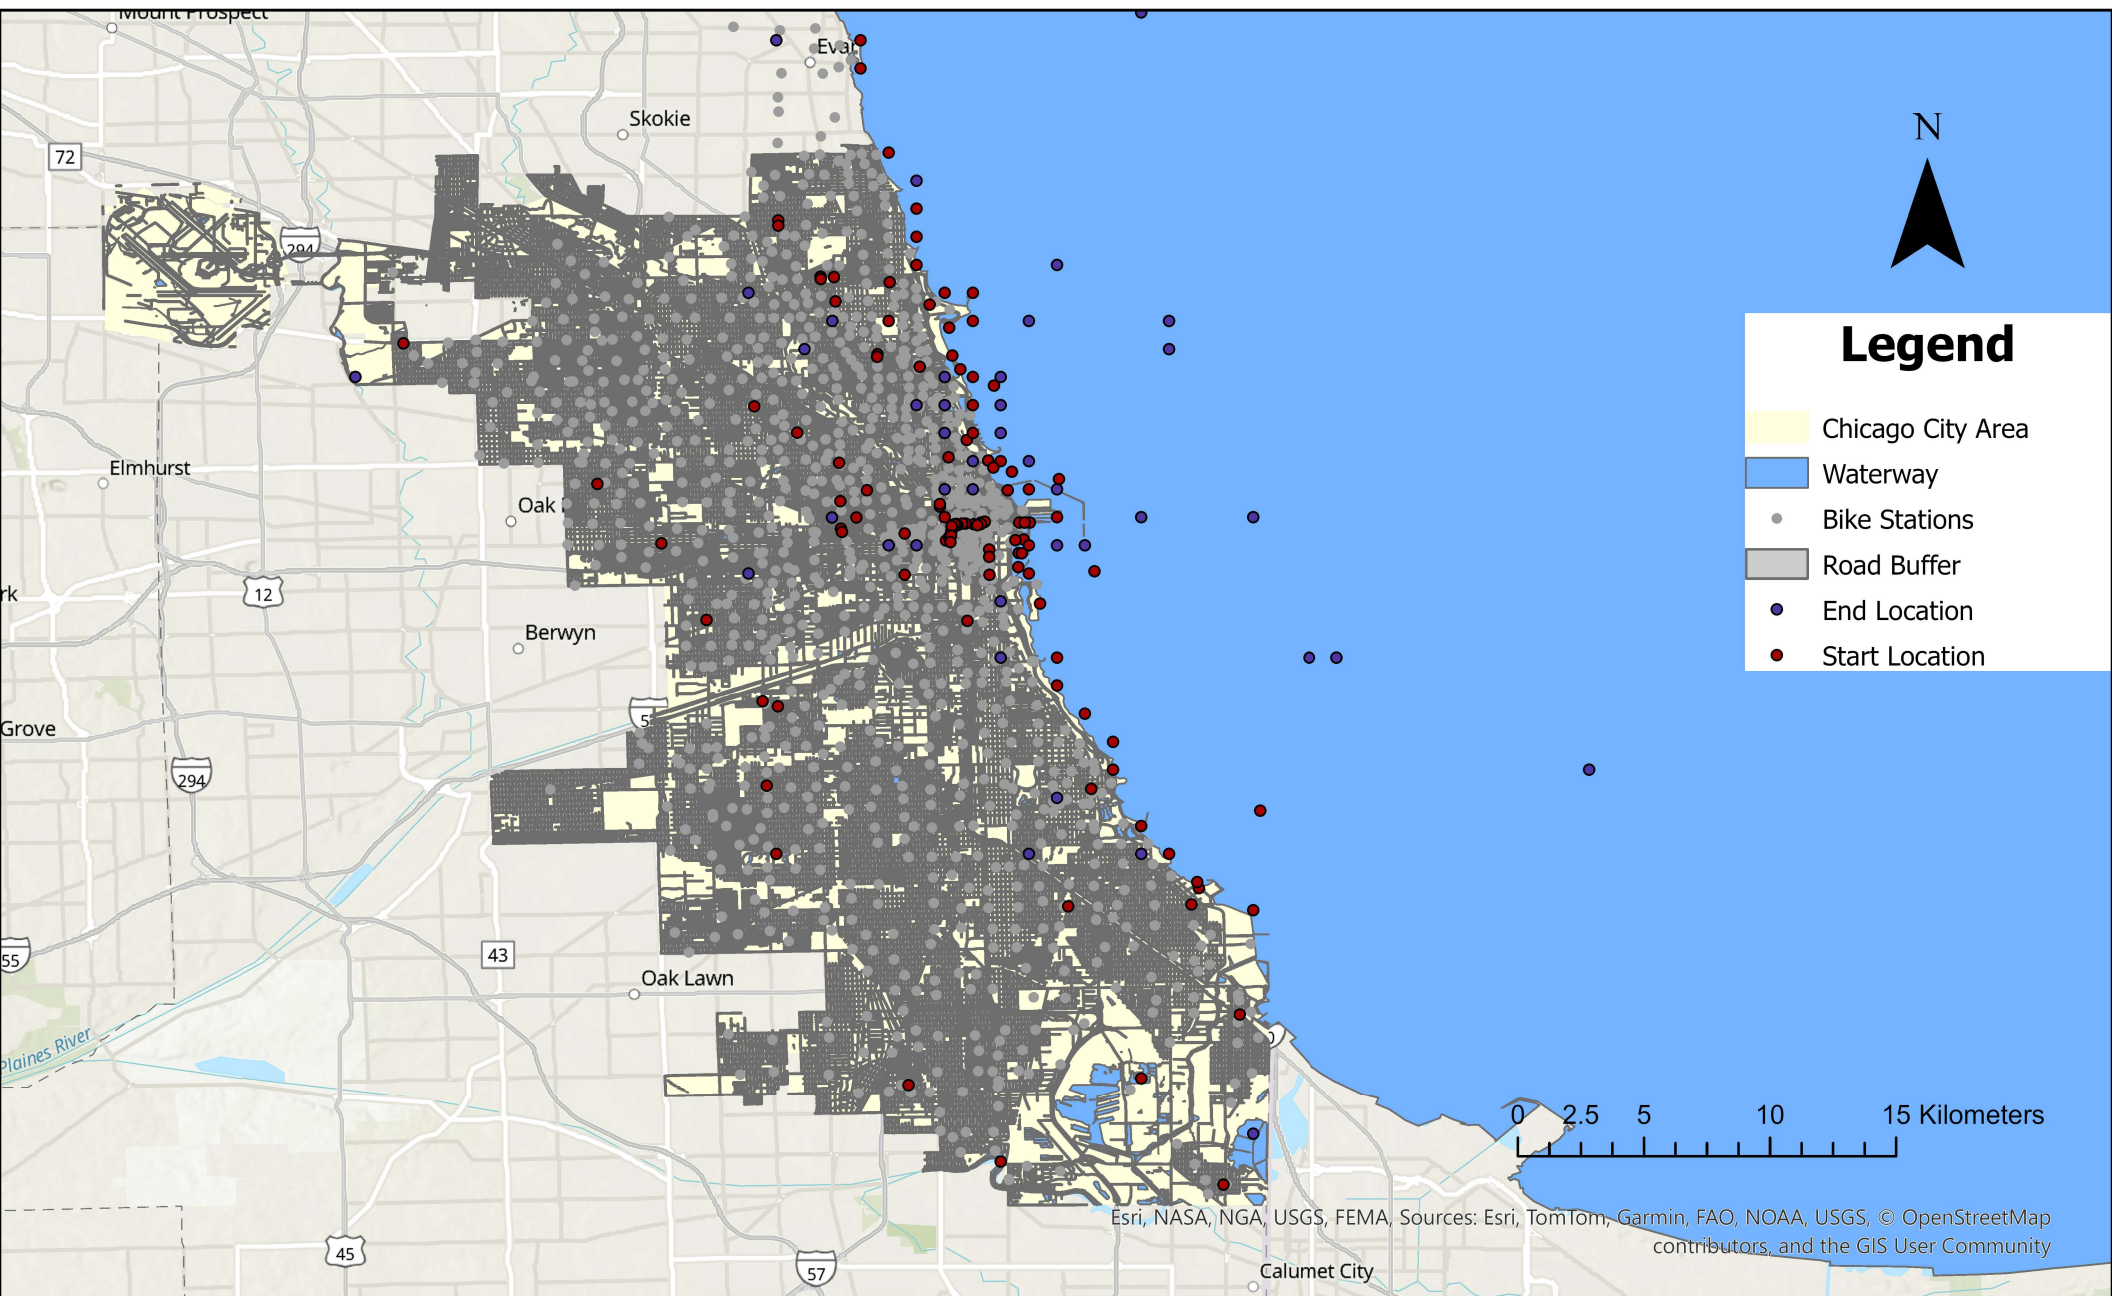 Mount Prospect
Evan
Skokie
N
72
294
Legend
Chicago City Area
Waterway
Bike Stations
Road Buffer
End Location
Start Location
Elmhurst
Oak
12
rk
Berwyn
5
Grove
294
43
55
Oak Lawn
Plaines River
0
0 2.5 5 10 15 Kilometers
Esri, NASA, NGA, USGS, FEMA, Sources: Esri, TomTom, Garmin, FAO, NOAA, USGS, © OpenStreetMap
contributors, and the GIS User Community
45
57
Calumet City